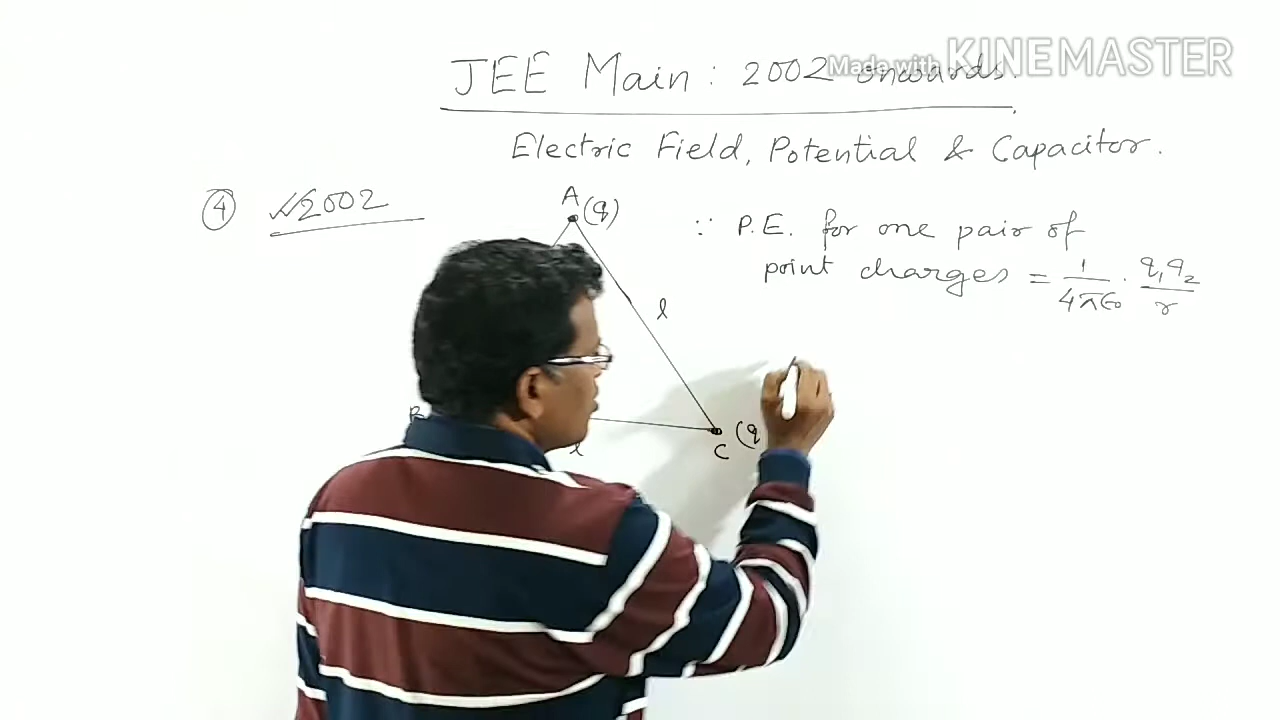 JEE Main : 2002 onwards.
Made with KINEMASTER
Electric Field, Potential & Capacitor.
④ 2002
A (q)
∵ P.E. for one pair of
point charges = 1/4πε₀ · q₁q₂/r
l
B
C (q
l